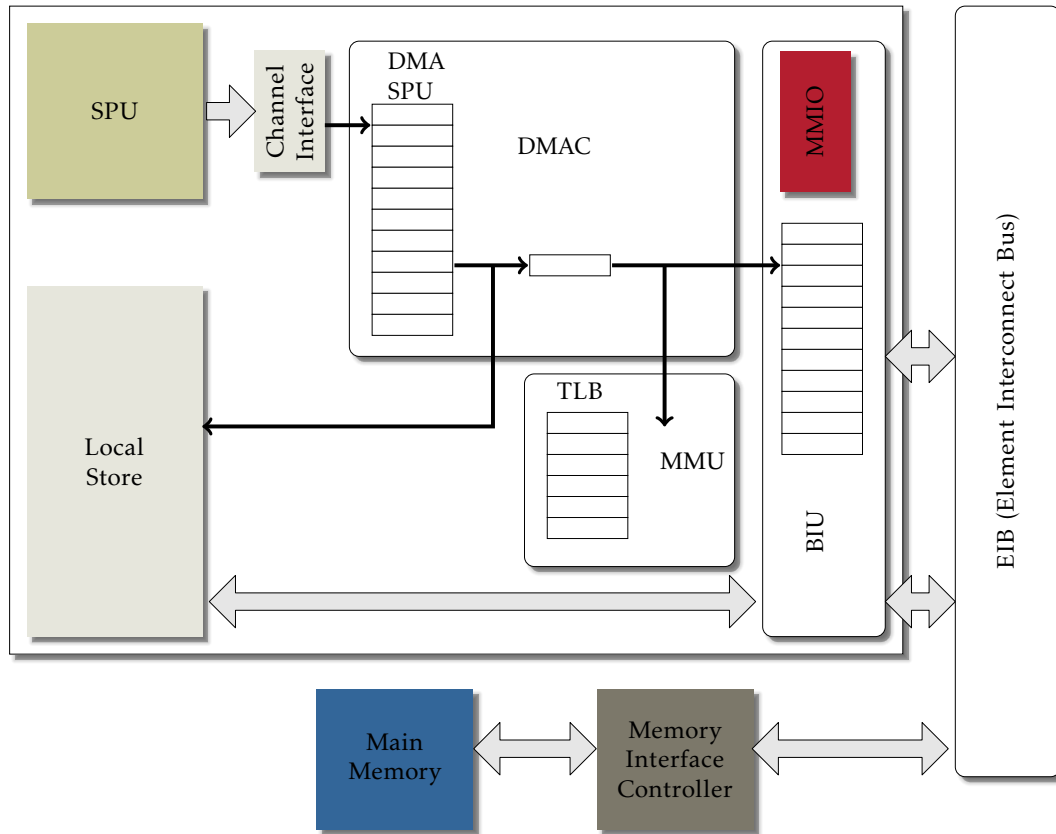 SPU
Channel
Interface
DMA
SPU
DMAC
MMIO
EIB (Element Interconnect Bus)
Local
Store
TLB
MMU
BIU
Main
Memory
Memory
Interface
Controller